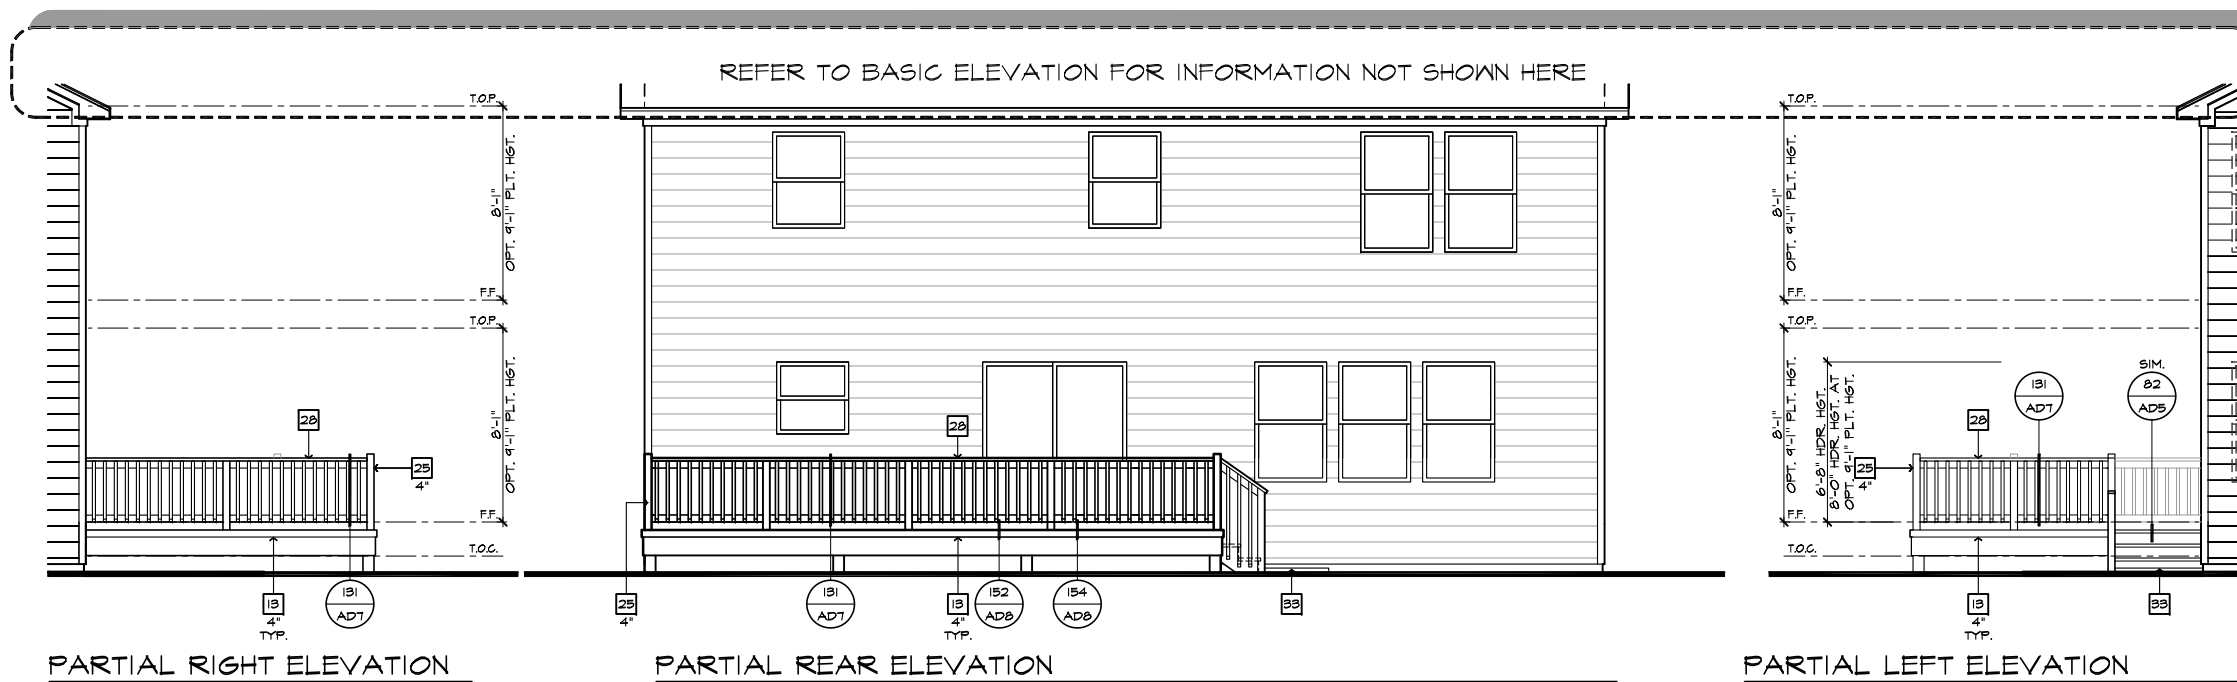 REFER TO BASIC ELEVATION FOR INFORMATION NOT SHOWN HERE
T.O.P.
8'-1"
OPT. 9'-1" PLT. HGT.
F.F.
T.O.P.
8'-1"
OPT. 9'-1" PLT. HGT.
28
25
4"
F.F.
T.O.C.
13
4"
TYP.
131
AD7
PARTIAL RIGHT ELEVATION
28
25
4"
131
AD7
13
4"
TYP.
152
AD8
154
AD8
33
PARTIAL REAR ELEVATION
T.O.P.
8'-1"
OPT. 9'-1" PLT. HGT.
F.F.
T.O.P.
8'-1"
OPT. 9'-1" PLT. HGT.
6'-8" HDR. HGT.
8'-0" HDR. HGT. AT
OPT. 9'-1" PLT. HGT.
SIM.
131
AD7
82
AD5
28
25
4"
F.F.
T.O.C.
13
4"
TYP.
33
PARTIAL LEFT ELEVATION